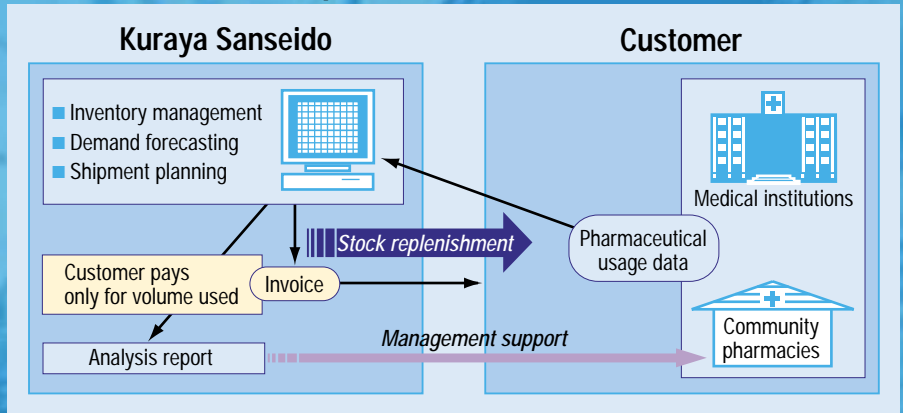 Kuraya Sanseido
Customer
Inventory management
Demand forecasting
Shipment planning
Medical institutions
Stock replenishment
Pharmaceutical
usage data
Customer pays
only for volume used
Invoice
Management support
Community
pharmacies
Analysis report